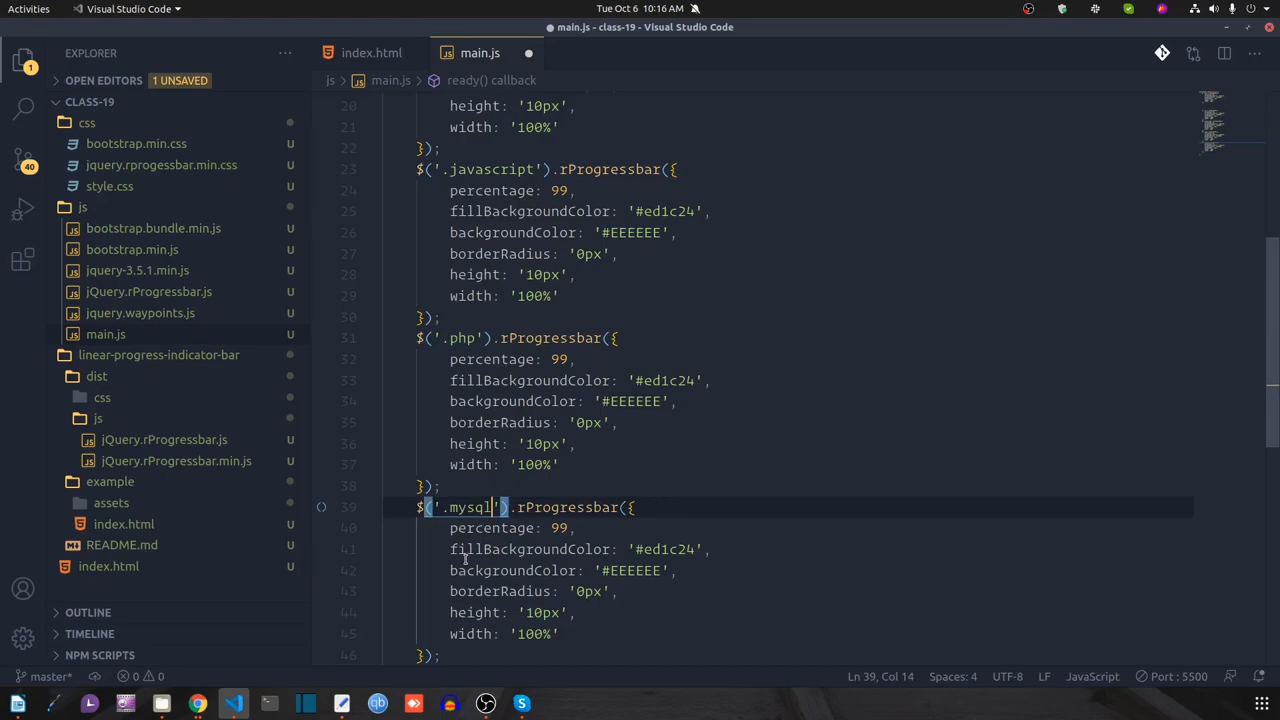 Activities
Visual Studio Code
Tue Oct 6 10:16 AM
main.js - class-19 - Visual Studio Code
EXPLORER
index.html
main.js
OPEN EDITORS
1 UNSAVED
js
main.js
ready() callback
CLASS-19
css
bootstrap.min.css
jquery.rprogessbar.min.css
style.css
js
bootstrap.bundle.min.js U
bootstrap.min.js U
jquery-3.5.1.min.js U
jQuery.rProgressbar.js U
jquery.waypoints.js U
main.js U
linear-progress-indicator-bar
dist
css
js
jQuery.rProgressbar.js U
jQuery.rProgressbar.min.js U
example
assets
index.html U
README.md U
index.html U
OUTLINE
TIMELINE
NPM SCRIPTS
1
40
20 height: '10px',
21 width: '100%'
22 });
23 $('.javascript').rProgressbar({
24 percentage: 99,
25 fillBackgroundColor: '#ed1c24',
26 backgroundColor: '#EEEEEE',
27 borderRadius: '0px',
28 height: '10px',
29 width: '100%'
30 });
31 $('.php').rProgressbar({
32 percentage: 99,
33 fillBackgroundColor: '#ed1c24',
34 backgroundColor: '#EEEEEE',
35 borderRadius: '0px',
36 height: '10px',
37 width: '100%'
38 });
39 $('.mysql').rProgressbar({
40 percentage: 99,
41 fillBackgroundColor: '#ed1c24',
42 backgroundColor: '#EEEEEE',
43 borderRadius: '0px',
44 height: '10px',
45 width: '100%'
46 });
master*
0 0
Ln 39, Col 14
Spaces: 4
UTF-8
LF
JavaScript
Port : 5500